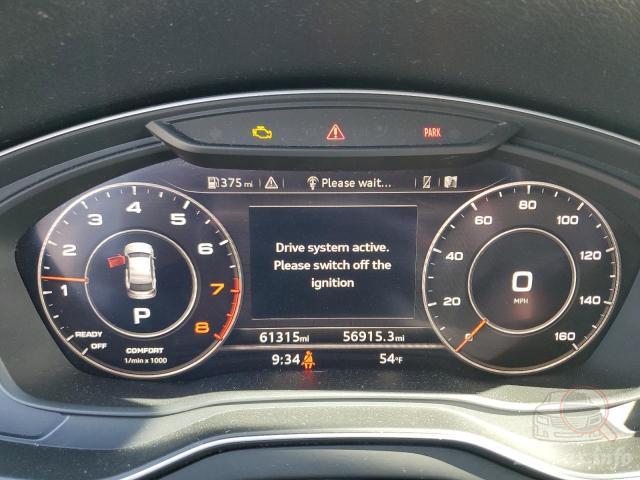 PARK
375 mi
Please wait...
1 2 3 4 5 6 7 8
READY
OFF
P
COMFORT
1/min x 1000
Drive system active.
Please switch off the
ignition
0 20 40 60 80 100 120 140 160
0
MPH
61315mi 56915.3mi
9:34 54°F